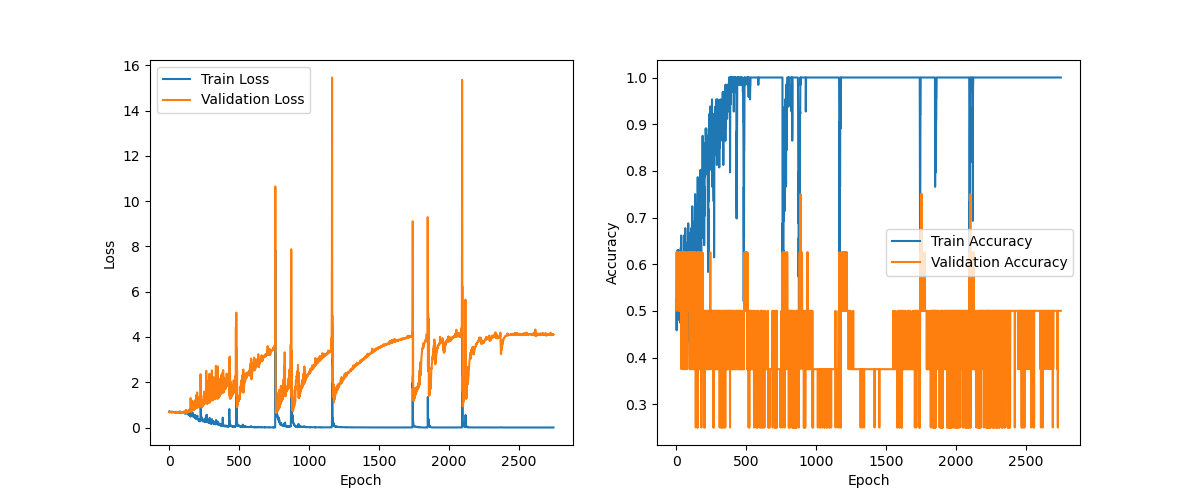 16
14
12
10
8
6
4
2
0
Loss
Train Loss
Validation Loss
0 500 1000 1500 2000 2500
Epoch
1.0
0.9
0.8
0.7
0.6
0.5
0.4
0.3
Accuracy
Train Accuracy
Validation Accuracy
0 500 1000 1500 2000 2500
Epoch